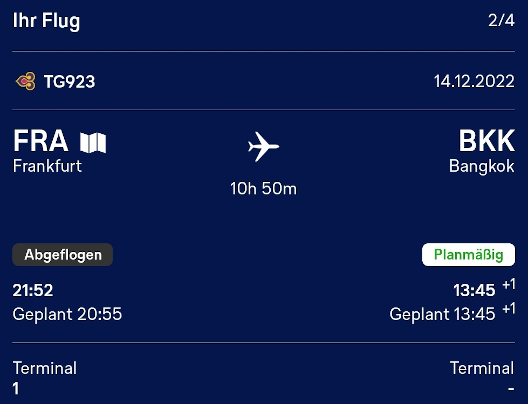 Ihr Flug 2/4
TG923 14.12.2022
FRA BKK
Frankfurt Bangkok
10h 50m
Abgeflogen Planmäßig
21:52 13:45 +1
Geplant 20:55 Geplant 13:45 +1
Terminal Terminal
1 -